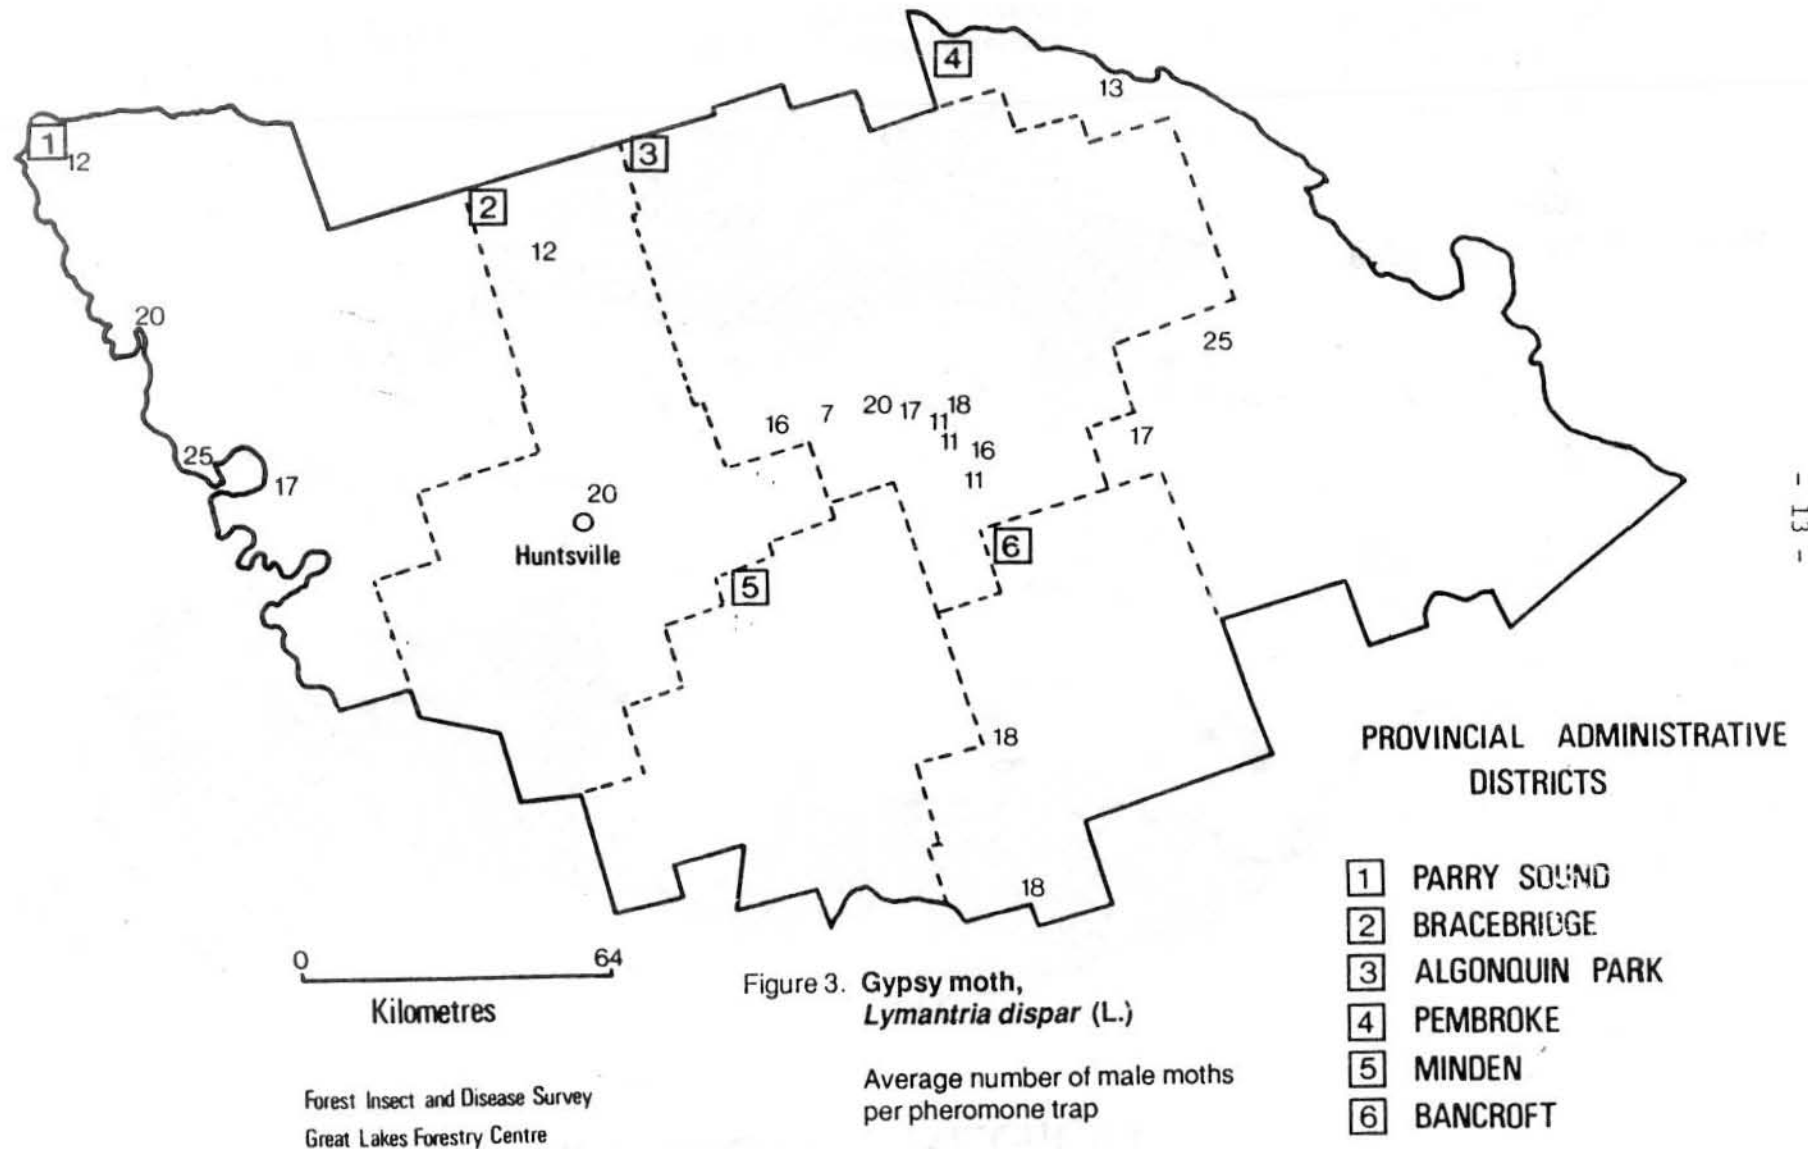 4
13
1
12
3
2
12
20
25
16
7
20
17
18
11
11
16
17
11
25
17
20
Huntsville
6
5
18
18
- 13 -
PROVINCIAL ADMINISTRATIVE
DISTRICTS
1 PARRY SOUND
2 BRACEBRIDGE
3 ALGONQUIN PARK
4 PEMBROKE
5 MINDEN
6 BANCROFT
0 64
Kilometres
Figure 3. Gypsy moth,
Lymantria dispar (L.)
Average number of male moths
per pheromone trap
Forest Insect and Disease Survey
Great Lakes Forestry Centre